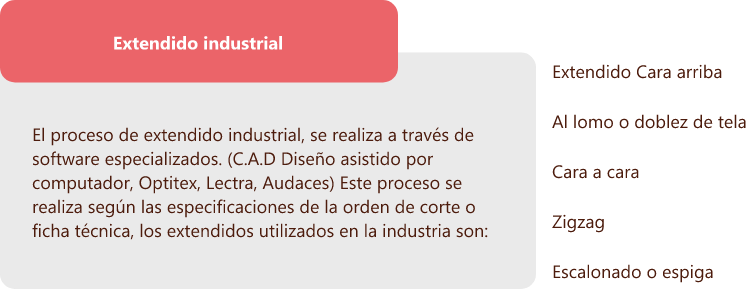 Extendido industrial
El proceso de extendido industrial, se realiza a través de
software especializados. (C.A.D Diseño asistido por
computador, Optitex, Lectra, Audaces) Este proceso se
realiza según las especificaciones de la orden de corte o
ficha técnica, los extendidos utilizados en la industria son:
Extendido Cara arriba
Al lomo o doblez de tela
Cara a cara
Zigzag
Escalonado o espiga